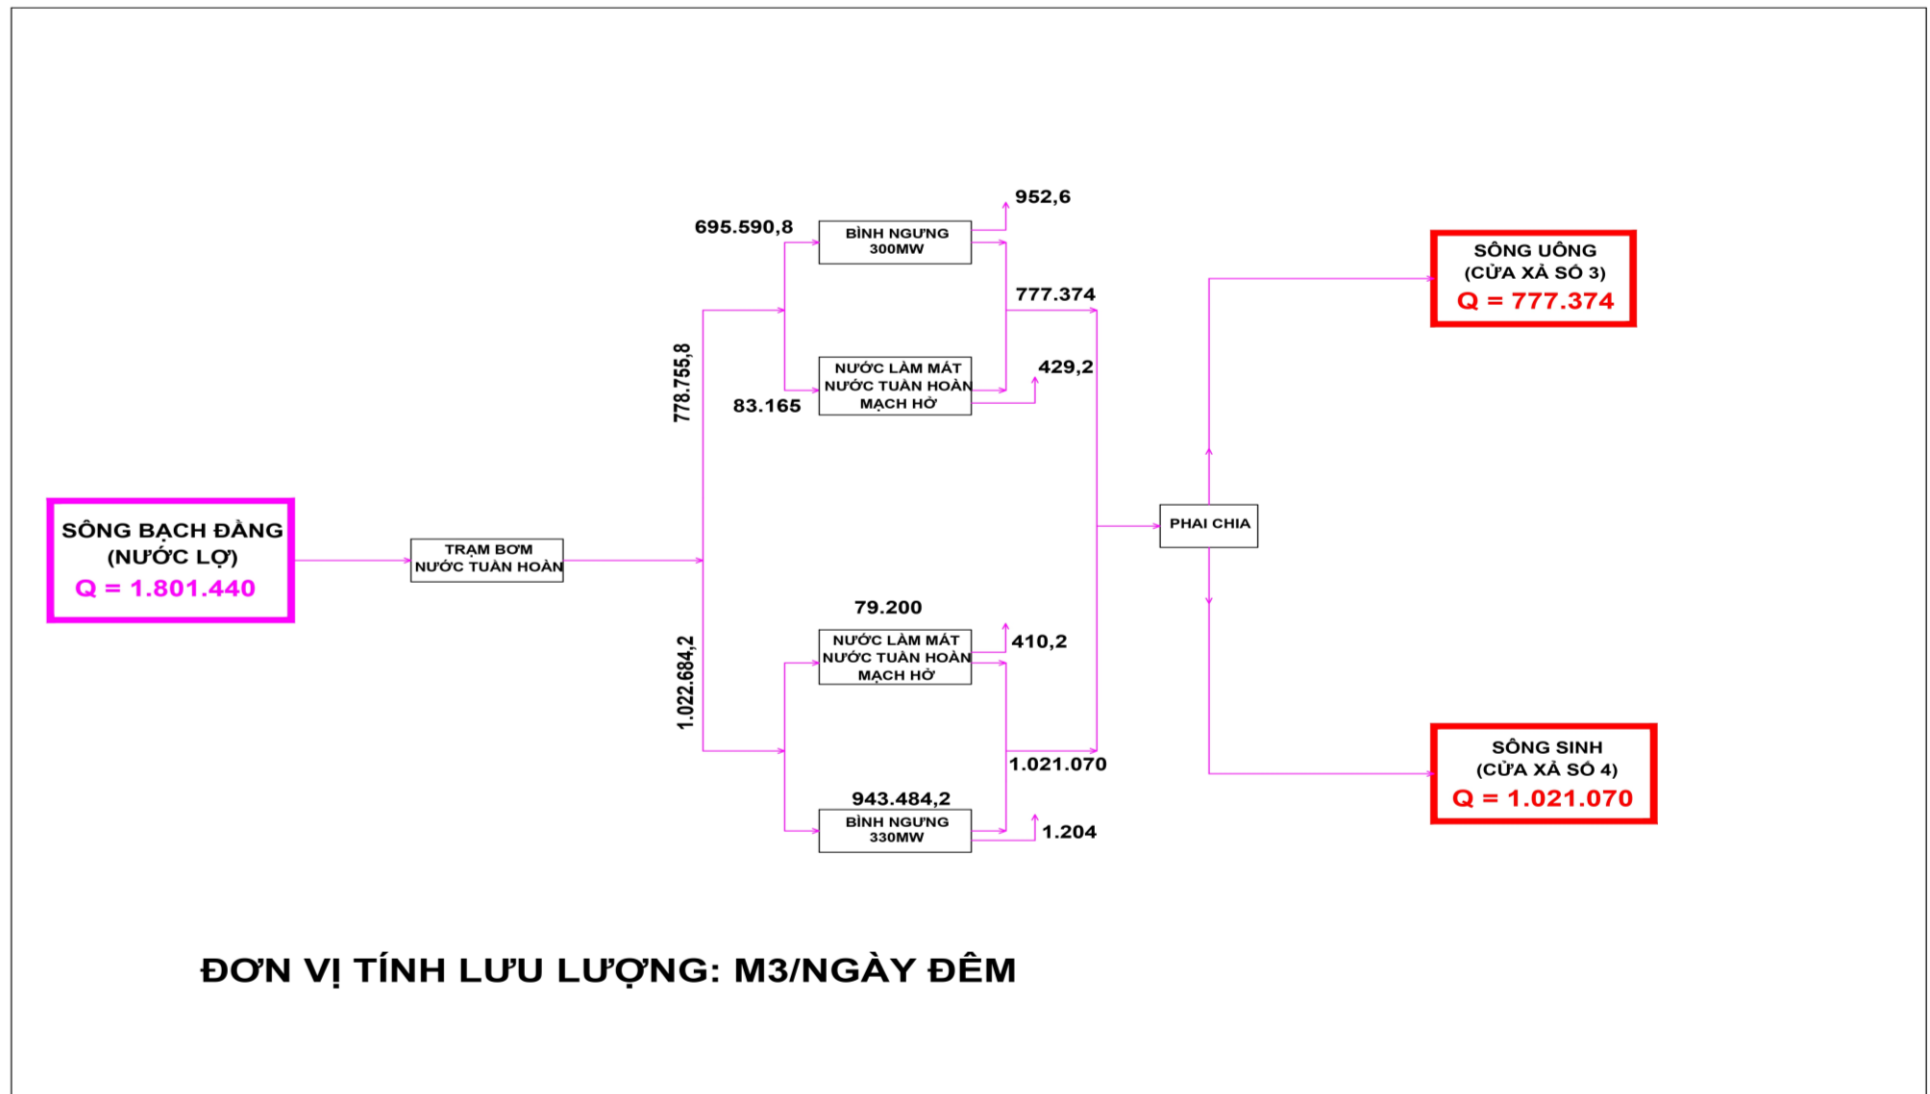 952,6
695.590,8
BÌNH NGƯNG
300MW
SÔNG UÔNG
(CỬA XẢ SỐ 3)
Q = 777.374
777.374
778.755,8
NƯỚC LÀM MÁT
NƯỚC TUẦN HOÀN
MẠCH HỞ
429,2
83.165
SÔNG BẠCH ĐẰNG
(NƯỚC LỢ)
Q = 1.801.440
TRẠM BƠM
NƯỚC TUẦN HOÀN
PHAI CHIA
79.200
1.022.684,2
NƯỚC LÀM MÁT
NƯỚC TUẦN HOÀN
MẠCH HỞ
410,2
1.021.070
SÔNG SINH
(CỬA XẢ SỐ 4)
Q = 1.021.070
943.484,2
BÌNH NGƯNG
330MW
1.204
ĐƠN VỊ TÍNH LƯU LƯỢNG: M3/NGÀY ĐÊM